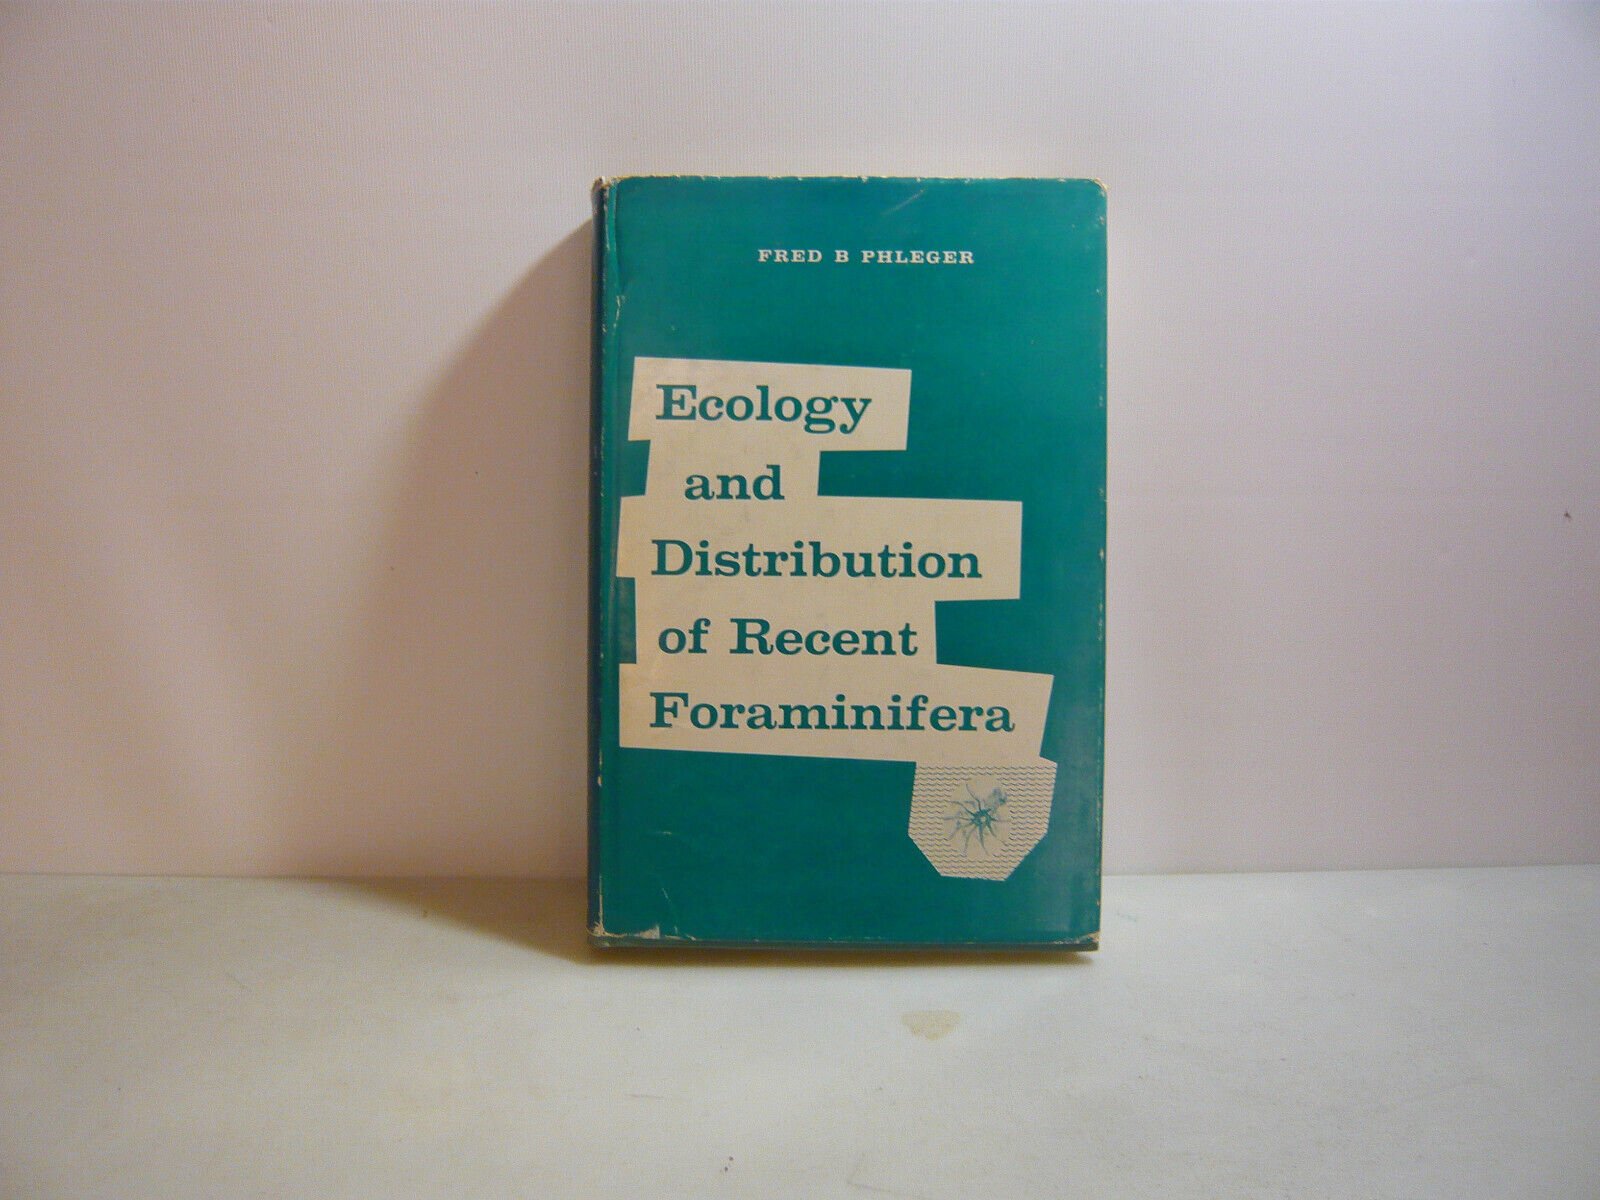 FRED B PHLEGER
Ecology
and
Distribution
of Recent
Foraminifera